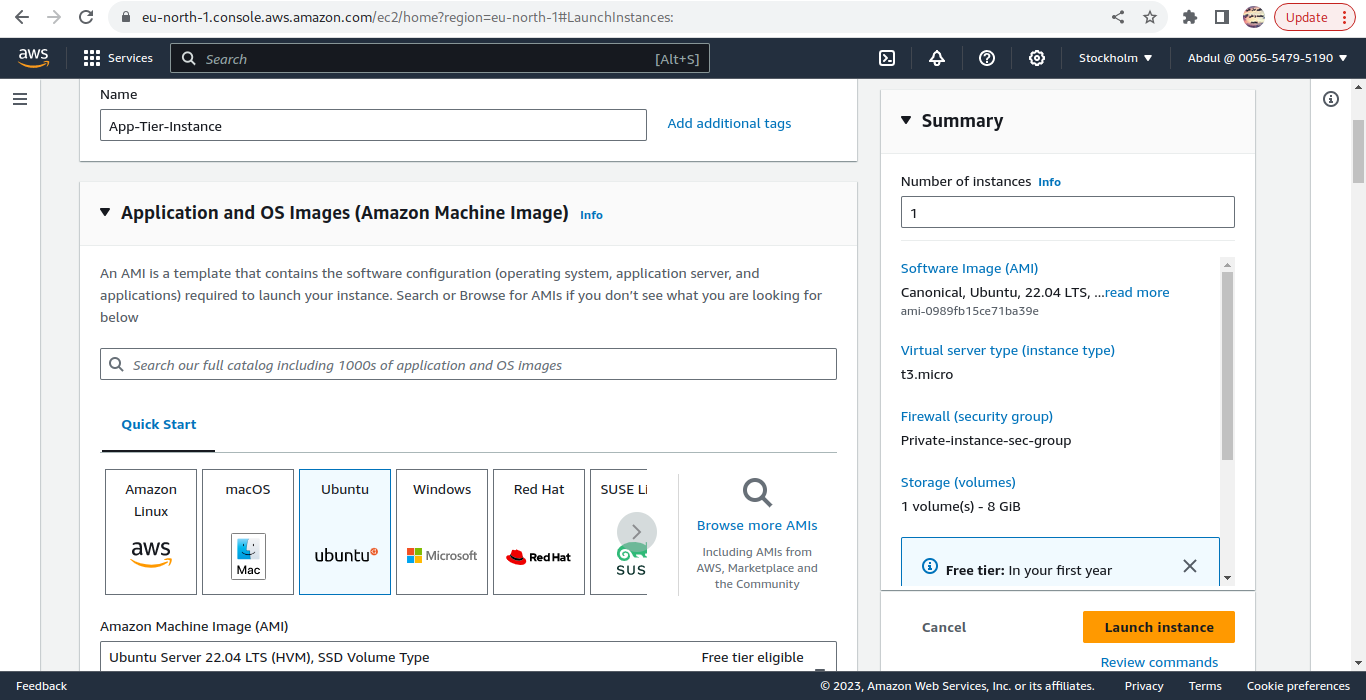 eu-north-1.console.aws.amazon.com/ec2/home?region=eu-north-1#LaunchInstances:
Update
aws
Services
Search
[Alt+S]
Stockholm
Abdul @ 0056-5479-5190
Name
App-Tier-Instance
Add additional tags
Application and OS Images (Amazon Machine Image) Info
An AMI is a template that contains the software configuration (operating system, application server, and
applications) required to launch your instance. Search or Browse for AMIs if you don't see what you are looking for
below
Search our full catalog including 1000s of application and OS images
Quick Start
Amazon
Linux
aws
macOS
Mac
Ubuntu
ubuntu
Windows
Microsoft
Red Hat
Red Hat
SUSE Li
SUS
Browse more AMIs
Including AMIs from
AWS, Marketplace and
the Community
Amazon Machine Image (AMI)
Ubuntu Server 22.04 LTS (HVM), SSD Volume Type
Free tier eligible
Summary
Number of instances Info
1
Software Image (AMI)
Canonical, Ubuntu, 22.04 LTS, ...read more
ami-0989fb15ce71ba39e
Virtual server type (instance type)
t3.micro
Firewall (security group)
Private-instance-sec-group
Storage (volumes)
1 volume(s) - 8 GiB
Free tier: In your first year
Cancel
Launch instance
Review commands
Feedback
© 2023, Amazon Web Services, Inc. or its affiliates.
Privacy
Terms
Cookie preferences